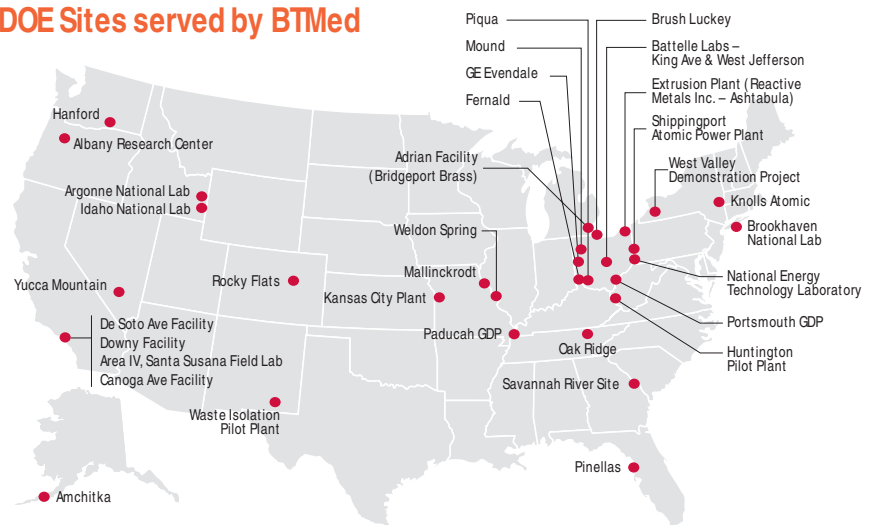 DOE Sites served by BTMed
Piqua
Mound
GE Evendale
Fernald
Brush Luckey
Battelle Labs –
King Ave & West Jefferson
Extrusion Plant (Reactive
Metals Inc. – Ashtabula)
Shippingport
Atomic Power Plant
West Valley
Demonstration Project
Knolls Atomic
Brookhaven
National Lab
Adrian Facility
(Bridgeport Brass)
Hanford
Albany Research Center
Argonne National Lab
Idaho National Lab
Weldon Spring
Mallinckrodt
Kansas City Plant
Rocky Flats
Yucca Mountain
National Energy
Technology Laboratory
Portsmouth GDP
Huntington
Pilot Plant
Paducah GDP
Oak Ridge
De Soto Ave Facility
Downy Facility
Area IV, Santa Susana Field Lab
Canoga Ave Facility
Savannah River Site
Waste Isolation
Pilot Plant
Pinellas
Amchitka